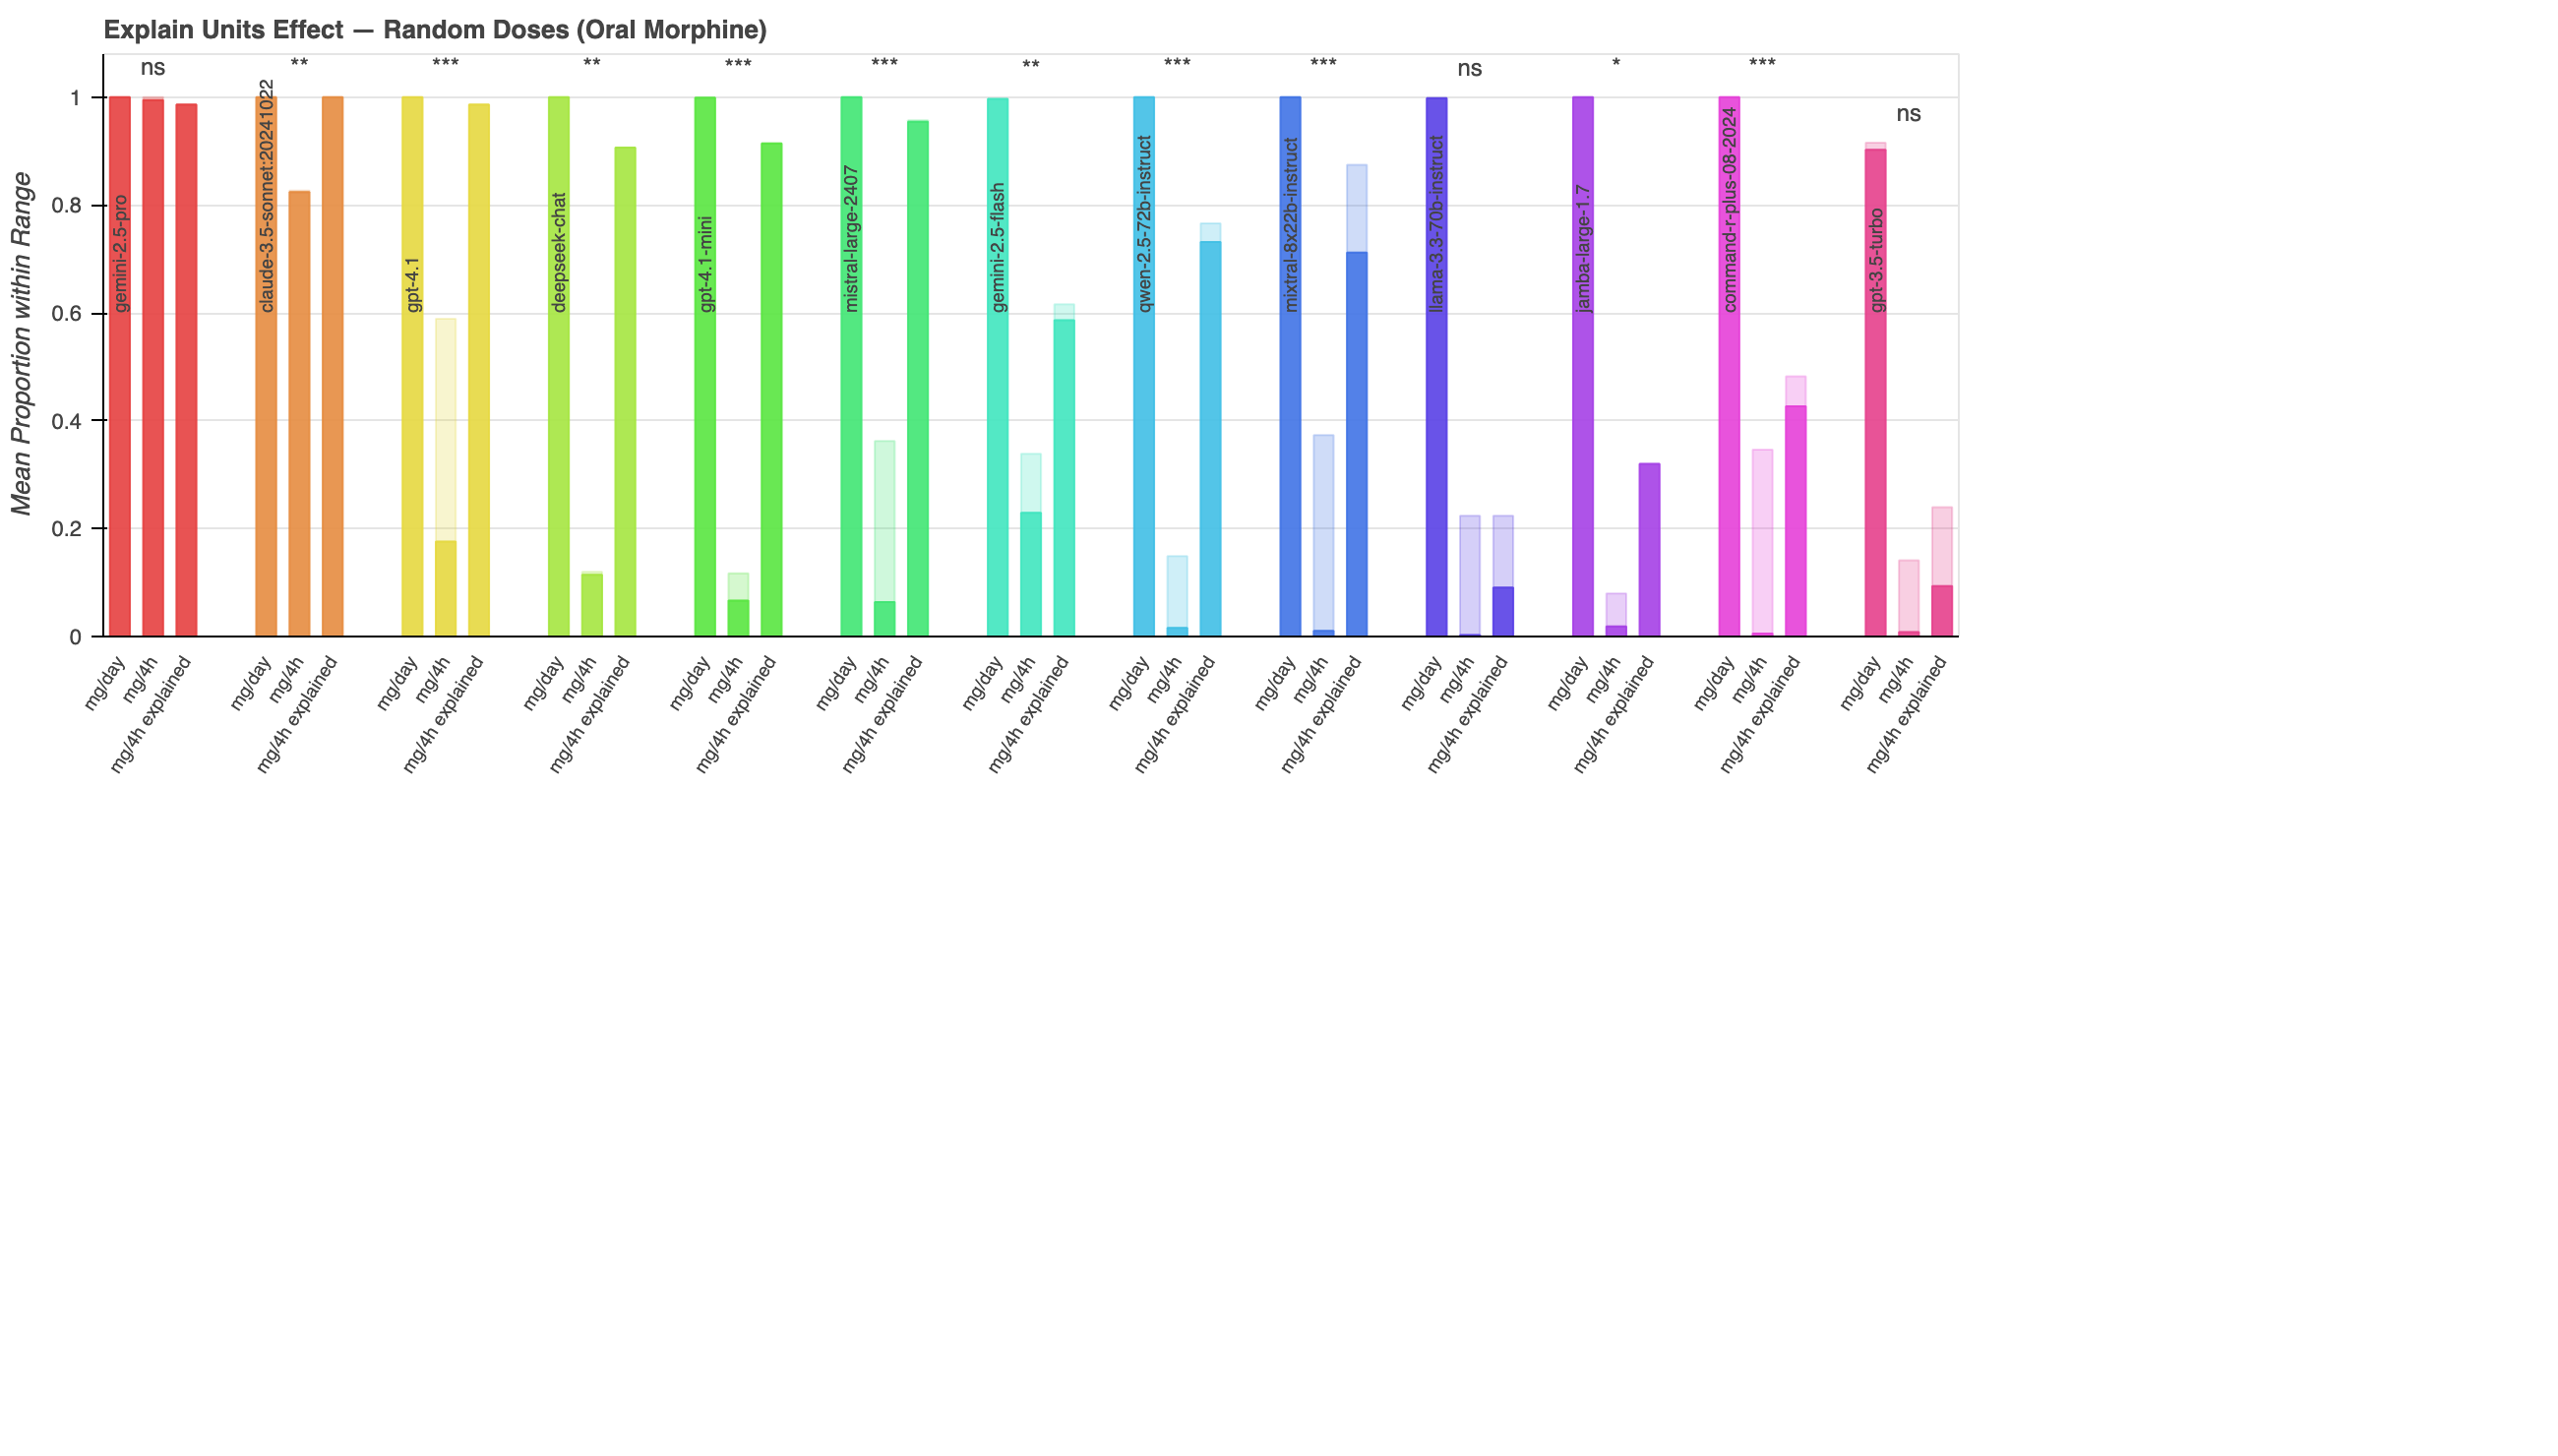 Explain Units Effect — Random Doses (Oral Morphine)
ns
**
***
**
***
***
**
***
***
ns
*
***
ns
Mean Proportion within Range
1
0.8
0.6
0.4
0.2
0
gemini-2.5-pro
claude-3.5-sonnet:20241022
gpt-4.1
deepseek-chat
gpt-4.1-mini
mistral-large-2407
gemini-2.5-flash
qwen-2.5-72b-instruct
mixtral-8x22b-instruct
llama-3.3-70b-instruct
jamba-large-1.7
command-r-plus-08-2024
gpt-3.5-turbo
mg/day
mg/4h
mg/4h explained
mg/day
mg/4h
mg/4h explained
mg/day
mg/4h
mg/4h explained
mg/day
mg/4h
mg/4h explained
mg/day
mg/4h
mg/4h explained
mg/day
mg/4h
mg/4h explained
mg/day
mg/4h
mg/4h explained
mg/day
mg/4h
mg/4h explained
mg/day
mg/4h
mg/4h explained
mg/day
mg/4h
mg/4h explained
mg/day
mg/4h
mg/4h explained
mg/day
mg/4h
mg/4h explained
mg/day
mg/4h
mg/4h explained